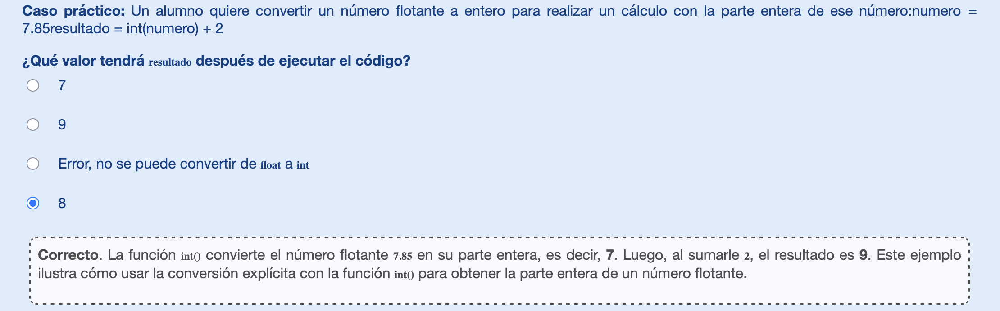 Caso práctico: Un alumno quiere convertir un número flotante a entero para realizar un cálculo con la parte entera de ese número:numero =
7.85resultado = int(numero) + 2
¿Qué valor tendrá resultado después de ejecutar el código?
7
9
Error, no se puede convertir de float a int
8
Correcto. La función int() convierte el número flotante 7.85 en su parte entera, es decir, 7. Luego, al sumarle 2, el resultado es 9. Este ejemplo
ilustra cómo usar la conversión explícita con la función int() para obtener la parte entera de un número flotante.